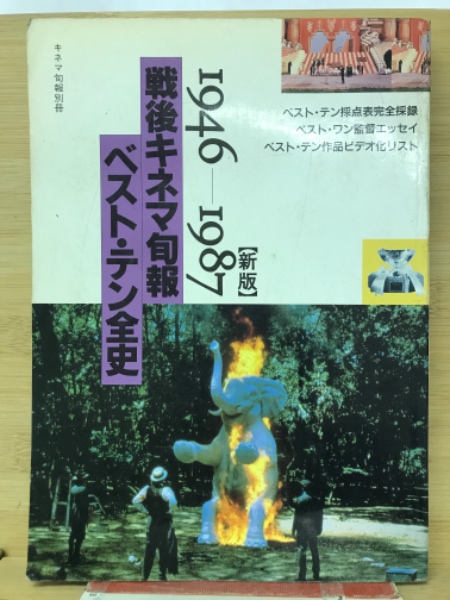 キネマ旬報別冊
ベスト・テン採点表完全採録
ベスト・ワン監督エッセイ
ベスト・テン作品ビデオ化リスト
1946—1987【新版】
戦後キネマ旬報
ベスト・テン全史